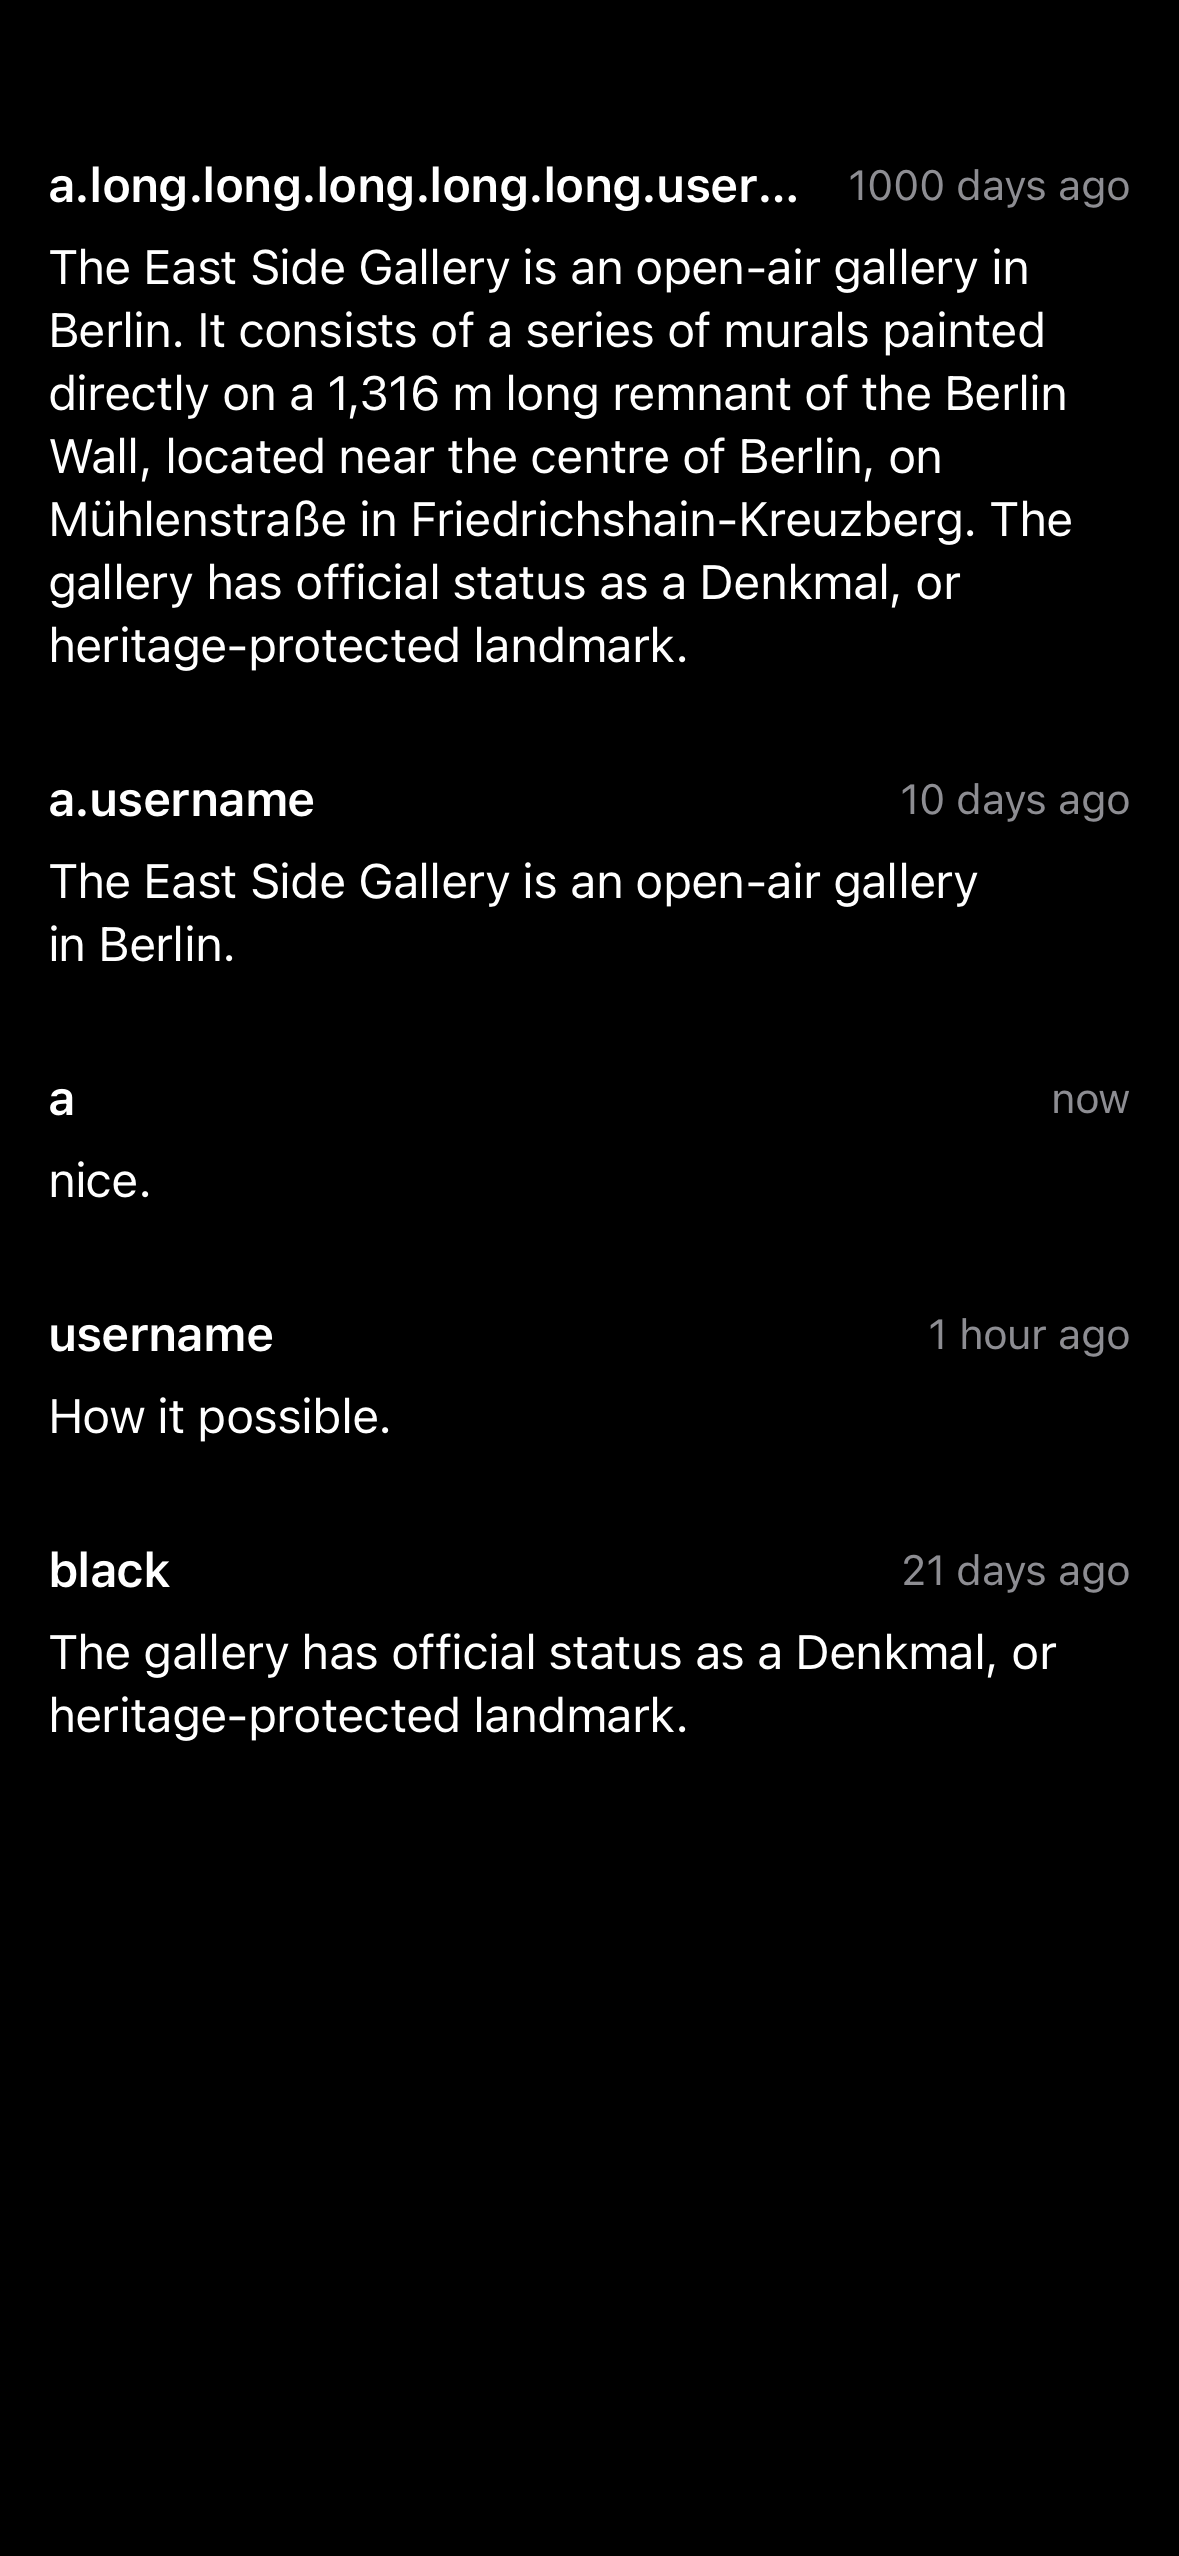 a.long.long.long.long.long.user... 1000 days ago
The East Side Gallery is an open-air gallery in
Berlin. It consists of a series of murals painted
directly on a 1,316 m long remnant of the Berlin
Wall, located near the centre of Berlin, on
Mühlenstraße in Friedrichshain-Kreuzberg. The
gallery has official status as a Denkmal, or
heritage-protected landmark.
a.username 10 days ago
The East Side Gallery is an open-air gallery
in Berlin.
a now
nice.
username 1 hour ago
How it possible.
black 21 days ago
The gallery has official status as a Denkmal, or
heritage-protected landmark.